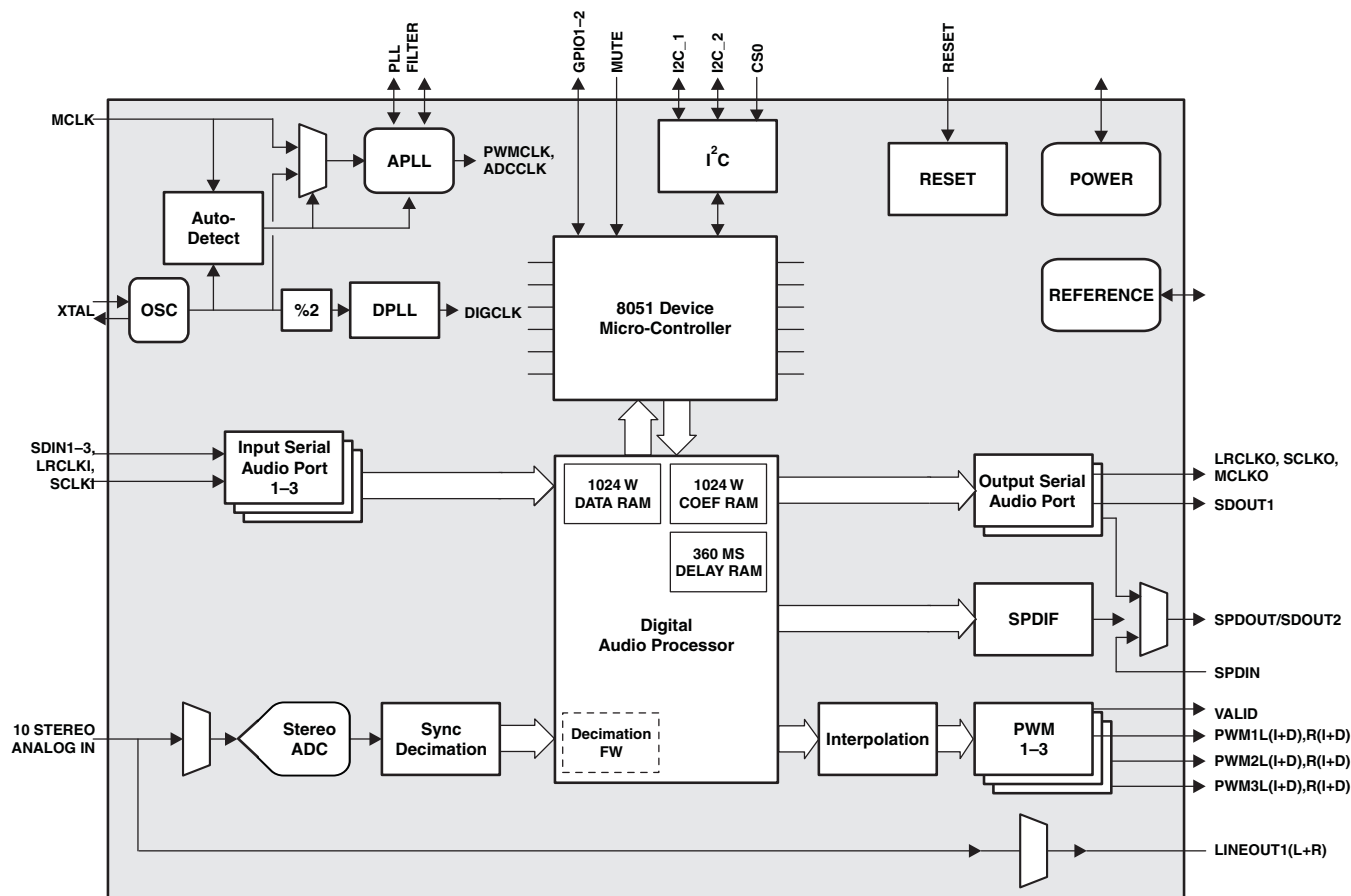 PLL
FILTER
GPIO1–2
MUTE
I2C_1
I2C_2
CS0
RESET
MCLK
APLL
PWMCLK,
ADCCLK
I2C
RESET
POWER
Auto-
Detect
XTAL
OSC
%2
DPLL
DIGCLK
8051 Device
Micro-Controller
REFERENCE
SDIN1–3,
LRCLKI,
SCLKI
Input Serial
Audio Port
1–3
1024 W
DATA RAM
1024 W
COEF RAM
360 MS
DELAY RAM
Digital
Audio Processor
Output Serial
Audio Port
LRCLKO, SCLKO,
MCLKO
SDOUT1
SPDIF
SPDOUT/SDOUT2
SPDIN
10 STEREO
ANALOG IN
Stereo
ADC
Sync
Decimation
Decimation
FW
Interpolation
PWM
1–3
VALID
PWM1L(I+D),R(I+D)
PWM2L(I+D),R(I+D)
PWM3L(I+D),R(I+D)
LINEOUT1(L+R)